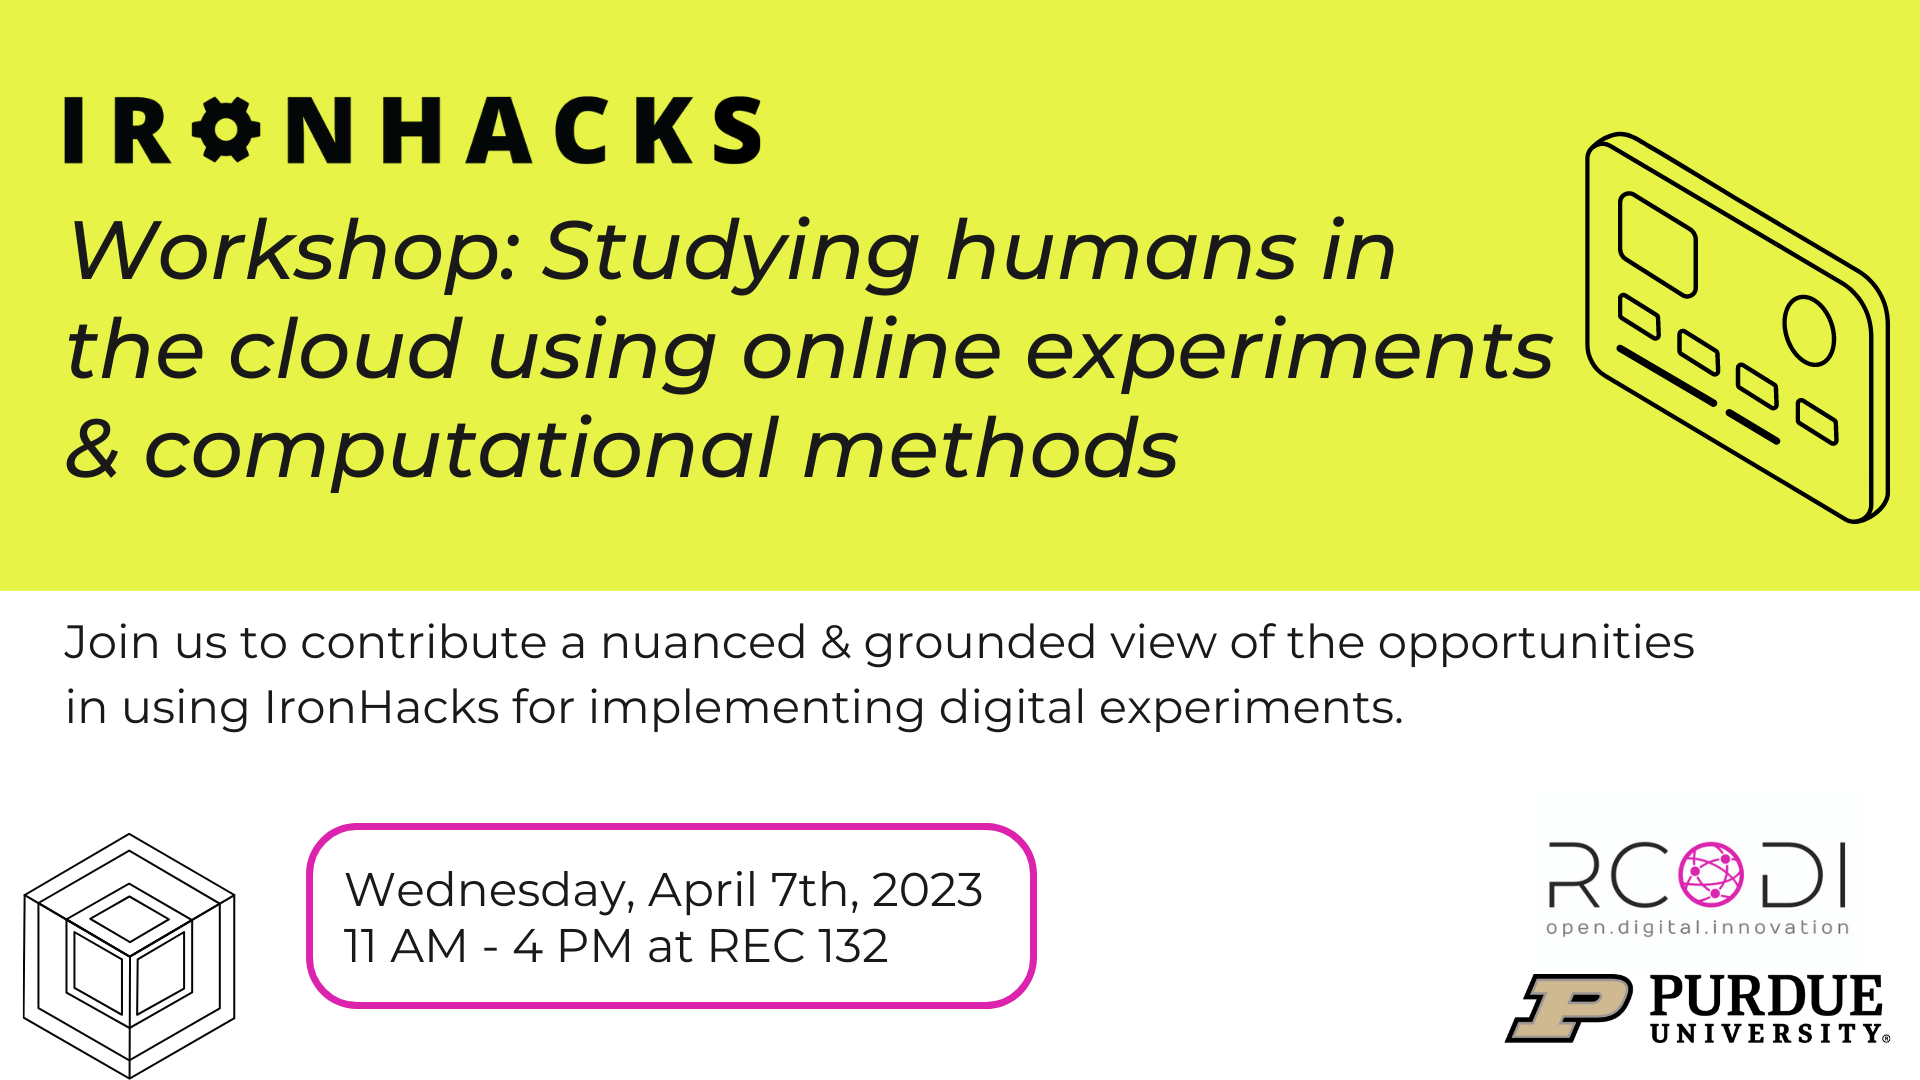 IRONHACKS
Workshop: Studying humans in
the cloud using online experiments
& computational methods
Join us to contribute a nuanced & grounded view of the opportunities
in using IronHacks for implementing digital experiments.
Wednesday, April 7th, 2023
11 AM - 4 PM at REC 132
RCODI
open.digital.innovation
P PURDUE
UNIVERSITY®